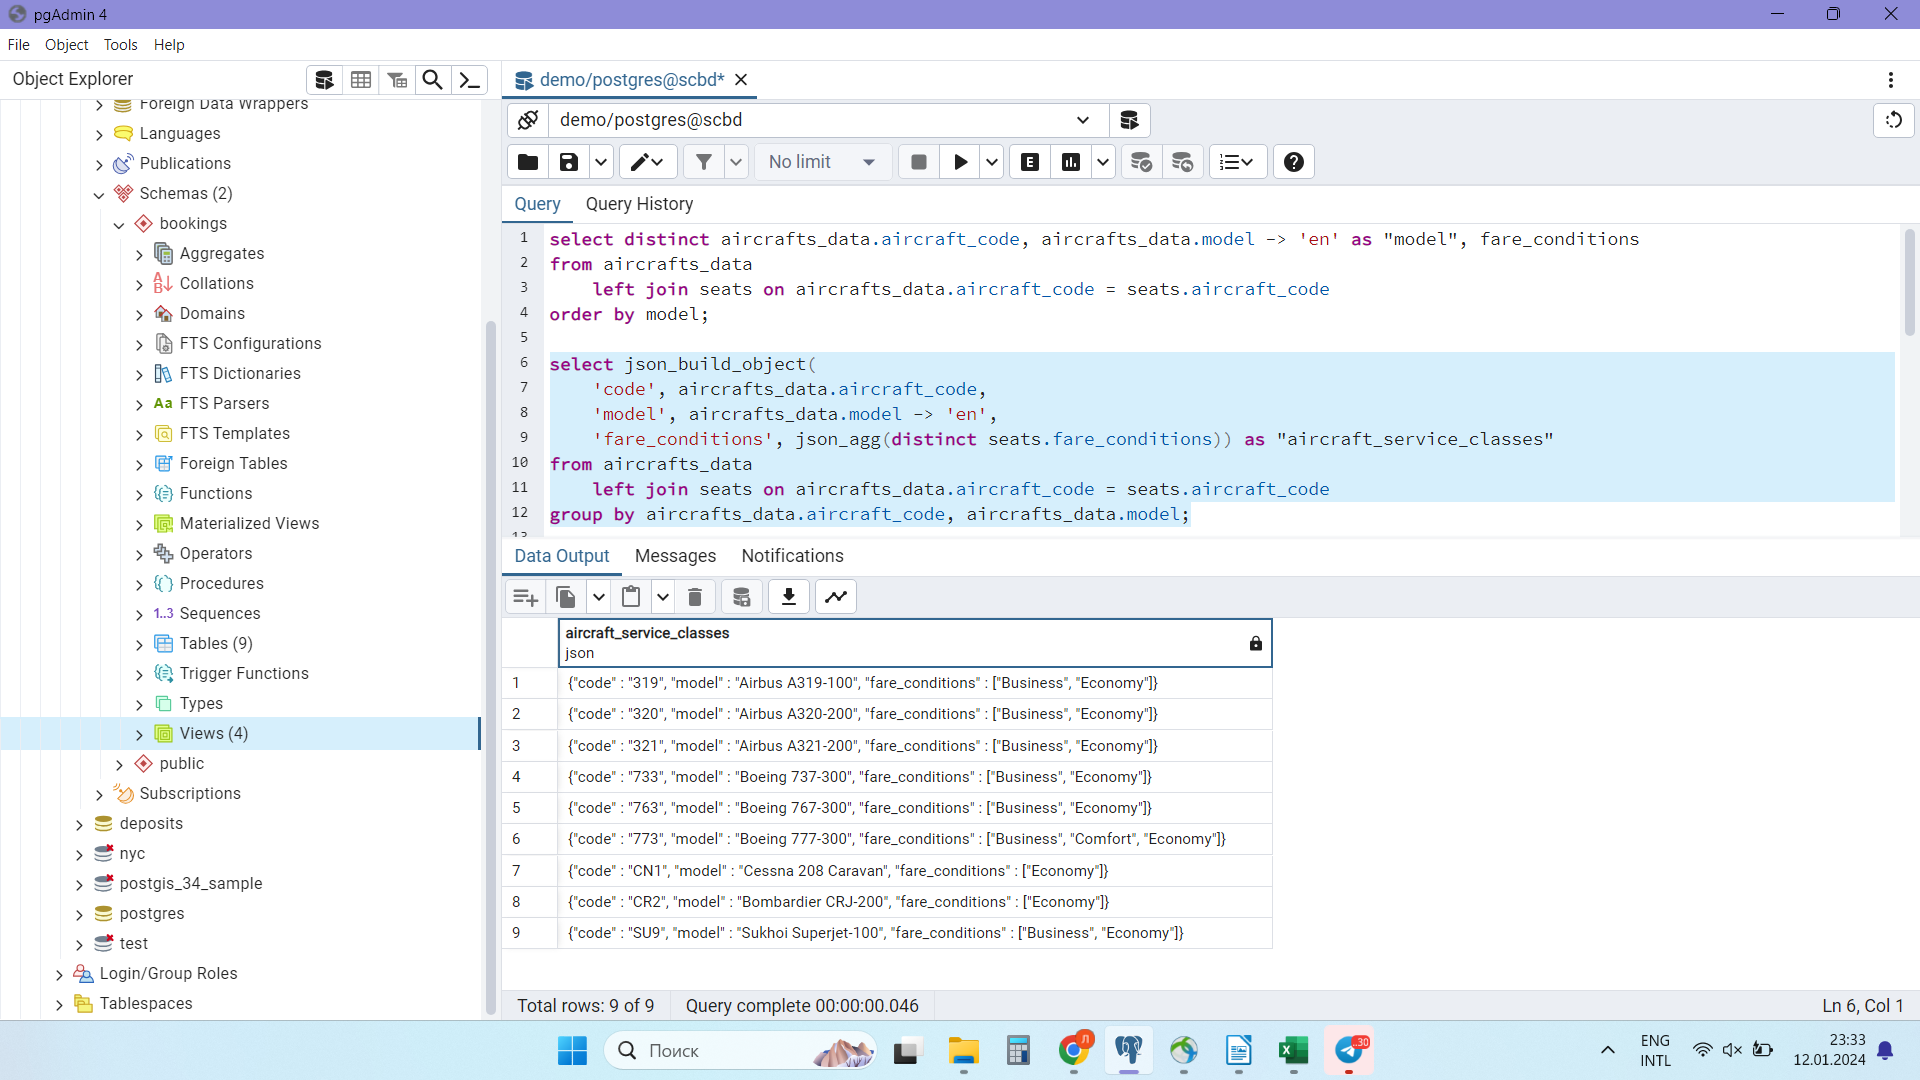 pgAdmin 4
File Object Tools Help
Object Explorer
demo/postgres@scbd*
Foreign Data Wrappers
Languages
Publications
Schemas (2)
bookings
Aggregates
Collations
Domains
FTS Configurations
FTS Dictionaries
Aa FTS Parsers
FTS Templates
Foreign Tables
Functions
Materialized Views
Operators
Procedures
1..3 Sequences
Tables (9)
Trigger Functions
Types
Views (4)
public
Subscriptions
deposits
nyc
postgis_34_sample
postgres
test
Login/Group Roles
Tablespaces
demo/postgres@scbd
No limit
E
Query Query History
1 select distinct aircrafts_data.aircraft_code, aircrafts_data.model -> 'en' as "model", fare_conditions
2 from aircrafts_data
3 left join seats on aircrafts_data.aircraft_code = seats.aircraft_code
4 order by model;
5
6 select json_build_object(
7 'code', aircrafts_data.aircraft_code,
8 'model', aircrafts_data.model -> 'en',
9 'fare_conditions', json_agg(distinct seats.fare_conditions)) as "aircraft_service_classes"
10 from aircrafts_data
11 left join seats on aircrafts_data.aircraft_code = seats.aircraft_code
12 group by aircrafts_data.aircraft_code, aircrafts_data.model;
13
Data Output Messages Notifications
aircraft_service_classes
json
1 {"code" : "319", "model" : "Airbus A319-100", "fare_conditions" : ["Business", "Economy"]}
2 {"code" : "320", "model" : "Airbus A320-200", "fare_conditions" : ["Business", "Economy"]}
3 {"code" : "321", "model" : "Airbus A321-200", "fare_conditions" : ["Business", "Economy"]}
4 {"code" : "733", "model" : "Boeing 737-300", "fare_conditions" : ["Business", "Economy"]}
5 {"code" : "763", "model" : "Boeing 767-300", "fare_conditions" : ["Business", "Economy"]}
6 {"code" : "773", "model" : "Boeing 777-300", "fare_conditions" : ["Business", "Comfort", "Economy"]}
7 {"code" : "CN1", "model" : "Cessna 208 Caravan", "fare_conditions" : ["Economy"]}
8 {"code" : "CR2", "model" : "Bombardier CRJ-200", "fare_conditions" : ["Economy"]}
9 {"code" : "SU9", "model" : "Sukhoi Superjet-100", "fare_conditions" : ["Business", "Economy"]}
Total rows: 9 of 9 Query complete 00:00:00.046 Ln 6, Col 1
Поиск
Л
..30
ENG
INTL
23:33
12.01.2024